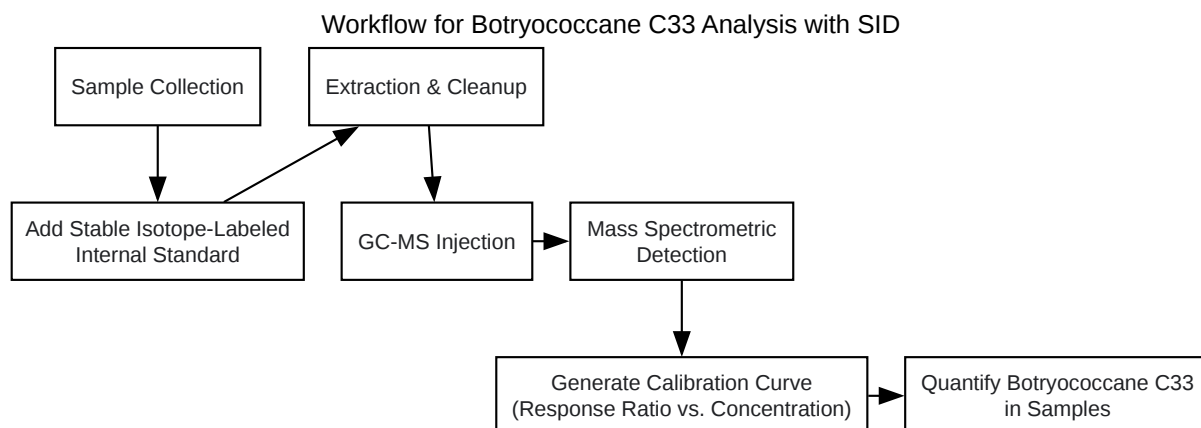 Workflow for Botryococcane C33 Analysis with SID
Sample Collection
Extraction & Cleanup
Add Stable Isotope-Labeled
Internal Standard
GC-MS Injection
Mass Spectrometric
Detection
Generate Calibration Curve
(Response Ratio vs. Concentration)
Quantify Botryococcane C33
in Samples